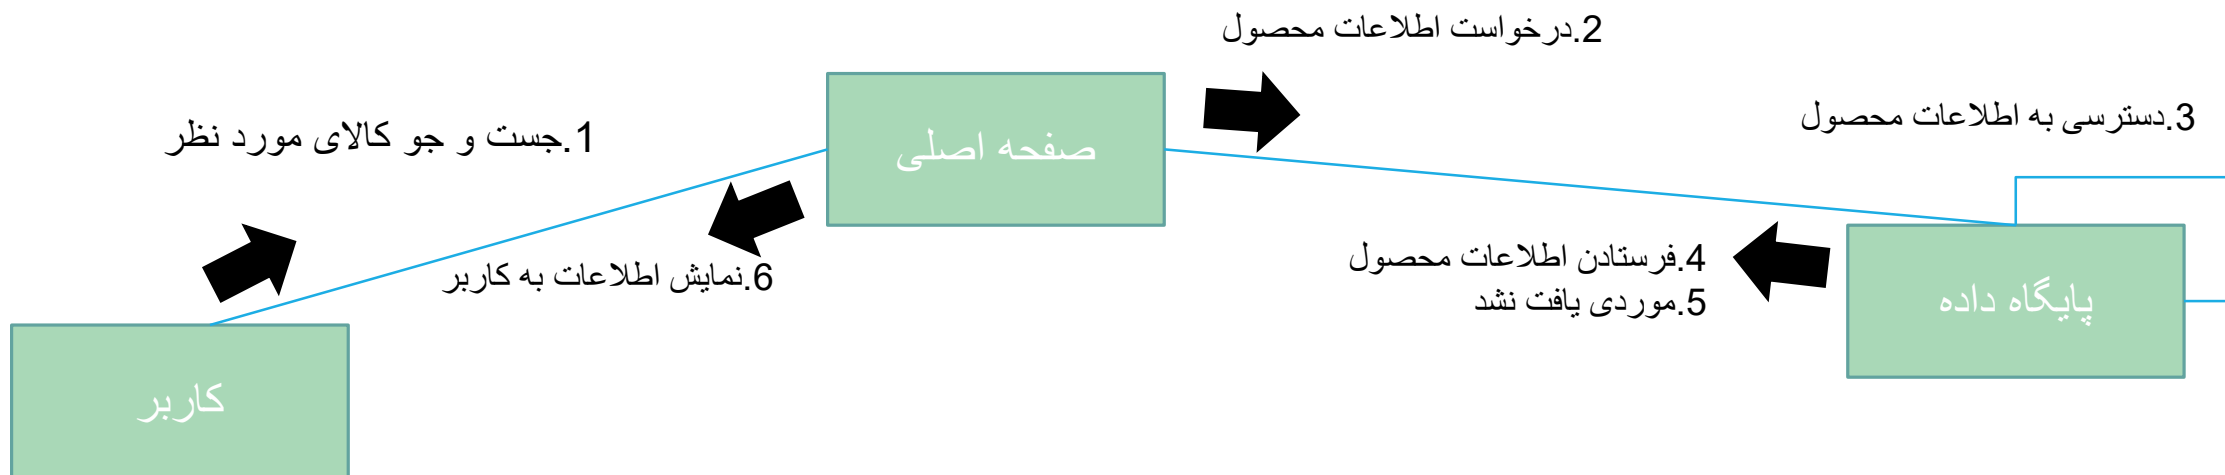 2.درخواست اطلاعات محصول
3.دسترسی به اطلاعات محصول
1.جست و جو کالای مورد نظر
صفحه اصلی
4.فرستادن اطلاعات محصول
5.موردی یافت نشد
6.نمایش اطلاعات به کاربر
پایگاه داده
کاربر